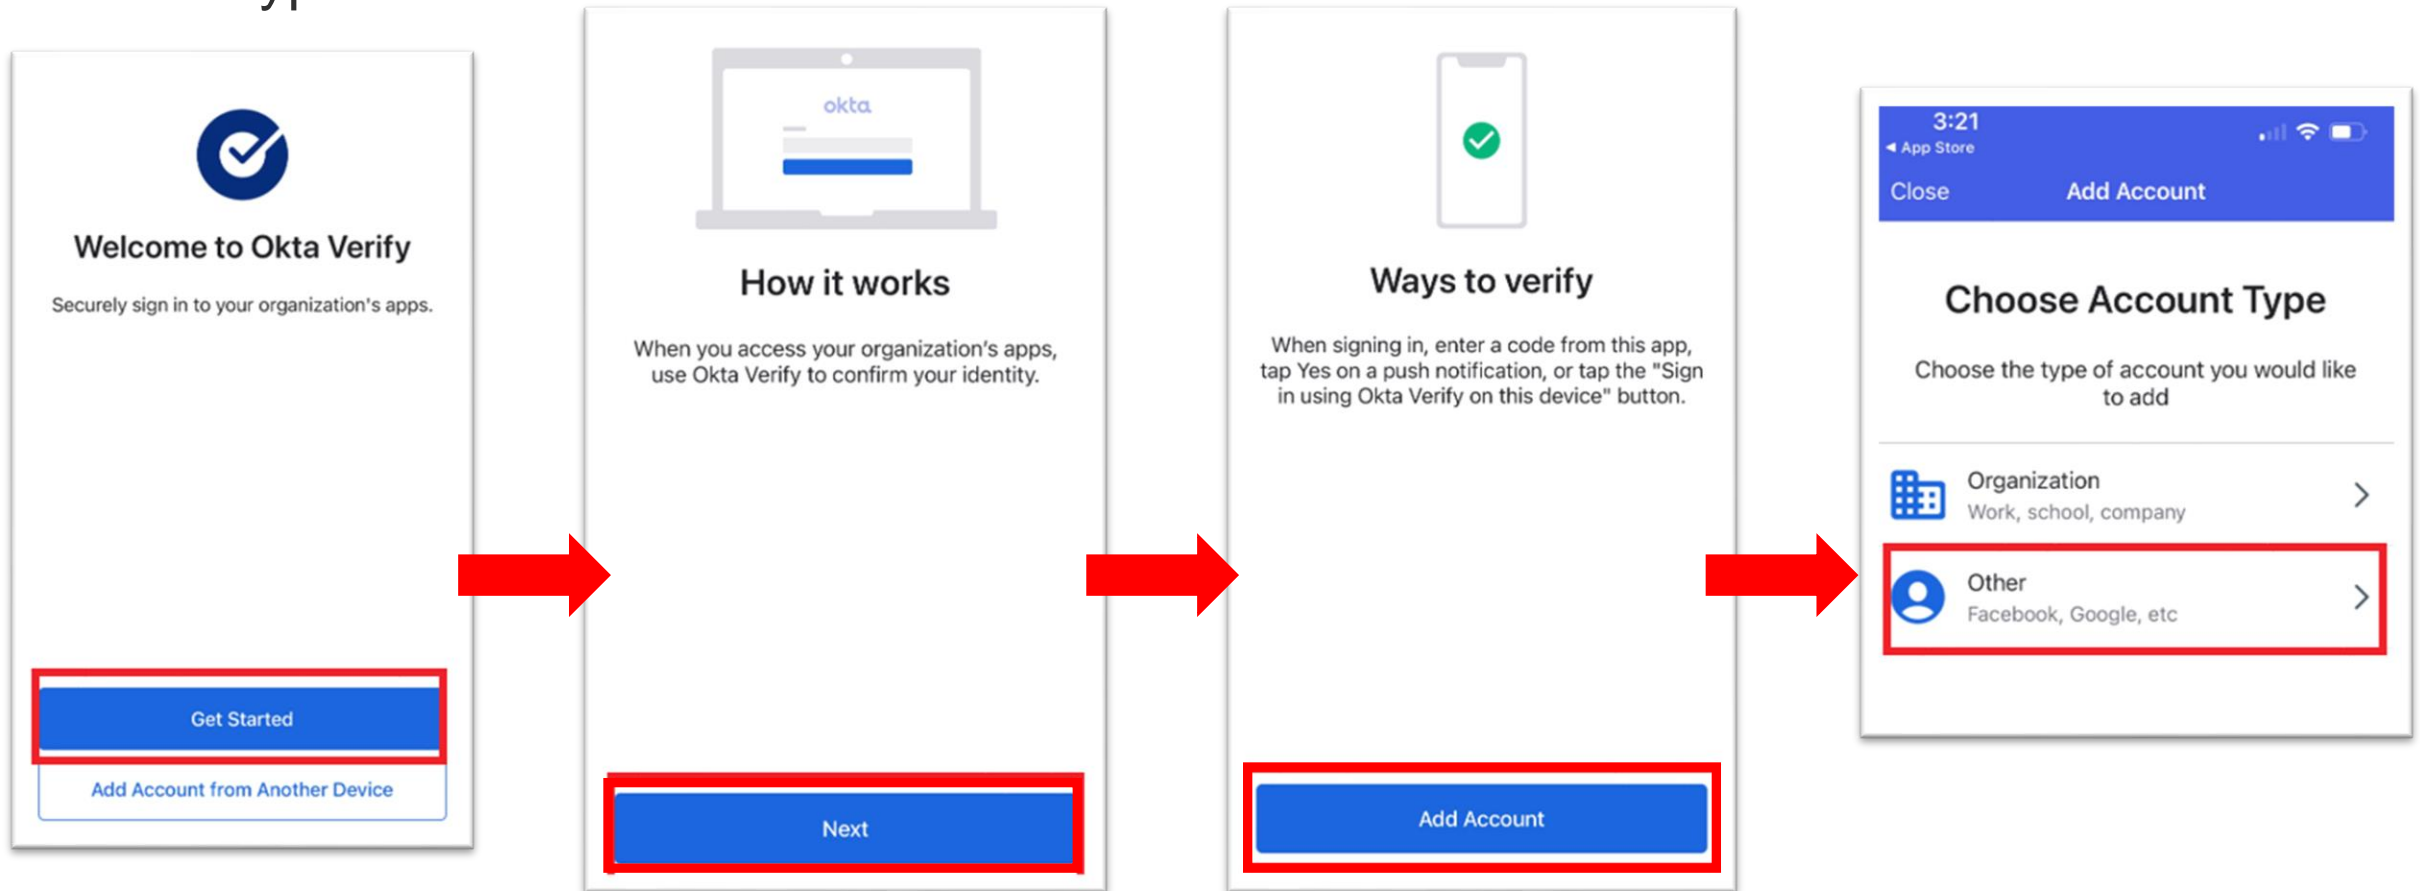 Welcome to Okta Verify
Securely sign in to your organization's apps.
Get Started
Add Account from Another Device
okta
How it works
When you access your organization's apps,
use Okta Verify to confirm your identity.
Next
Ways to verify
When signing in, enter a code from this app,
tap Yes on a push notification, or tap the "Sign
in using Okta Verify on this device" button.
Add Account
3:21
App Store
Close
Add Account
Choose Account Type
Choose the type of account you would like
to add
Organization
Work, school, company
Other
Facebook, Google, etc